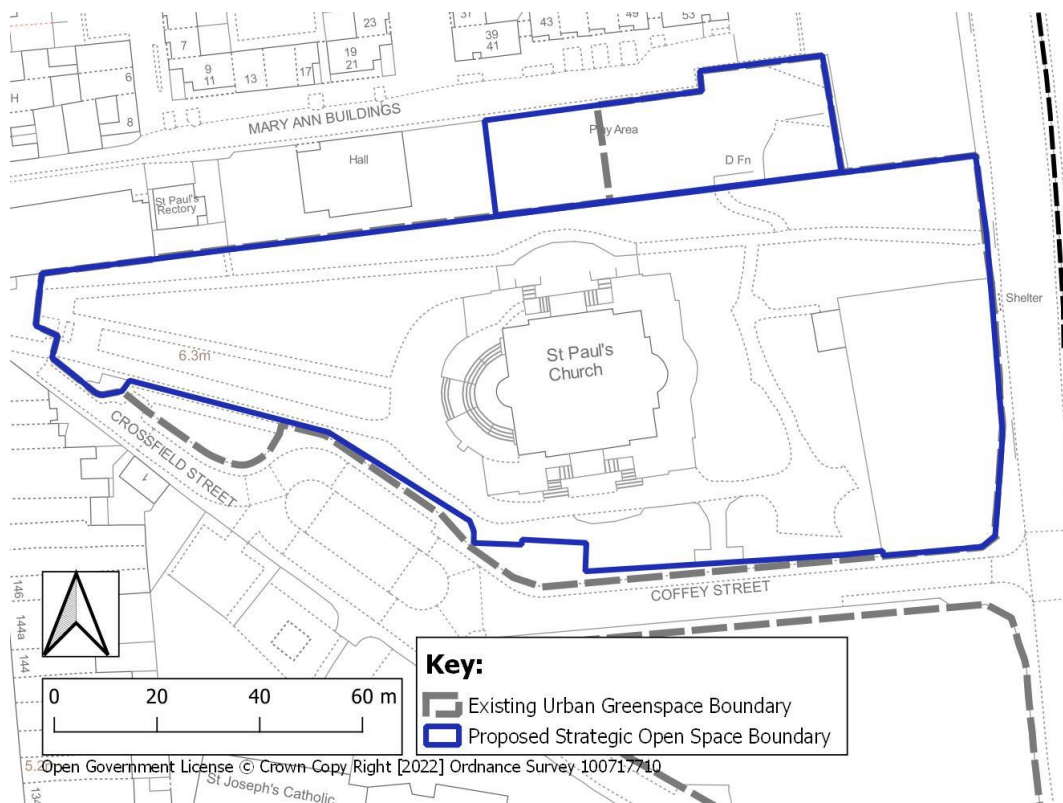 37
43
49
53
23
39
41
7
19
21
9
11
13
17
6
H
8
MARY ANN BUILDINGS
Play Area
Hall
D Fn
St Paul's
Rectory
Shelter
St Paul's
Church
6.3m
CROSSFIELD STREET
1
COFFEY STREET
146
144a
144
Key:
0 20 40 60 m
Existing Urban Greenspace Boundary
Proposed Strategic Open Space Boundary
Open Government License © Crown Copy Right [2022] Ordnance Survey 100717710
St Joseph's Catholic